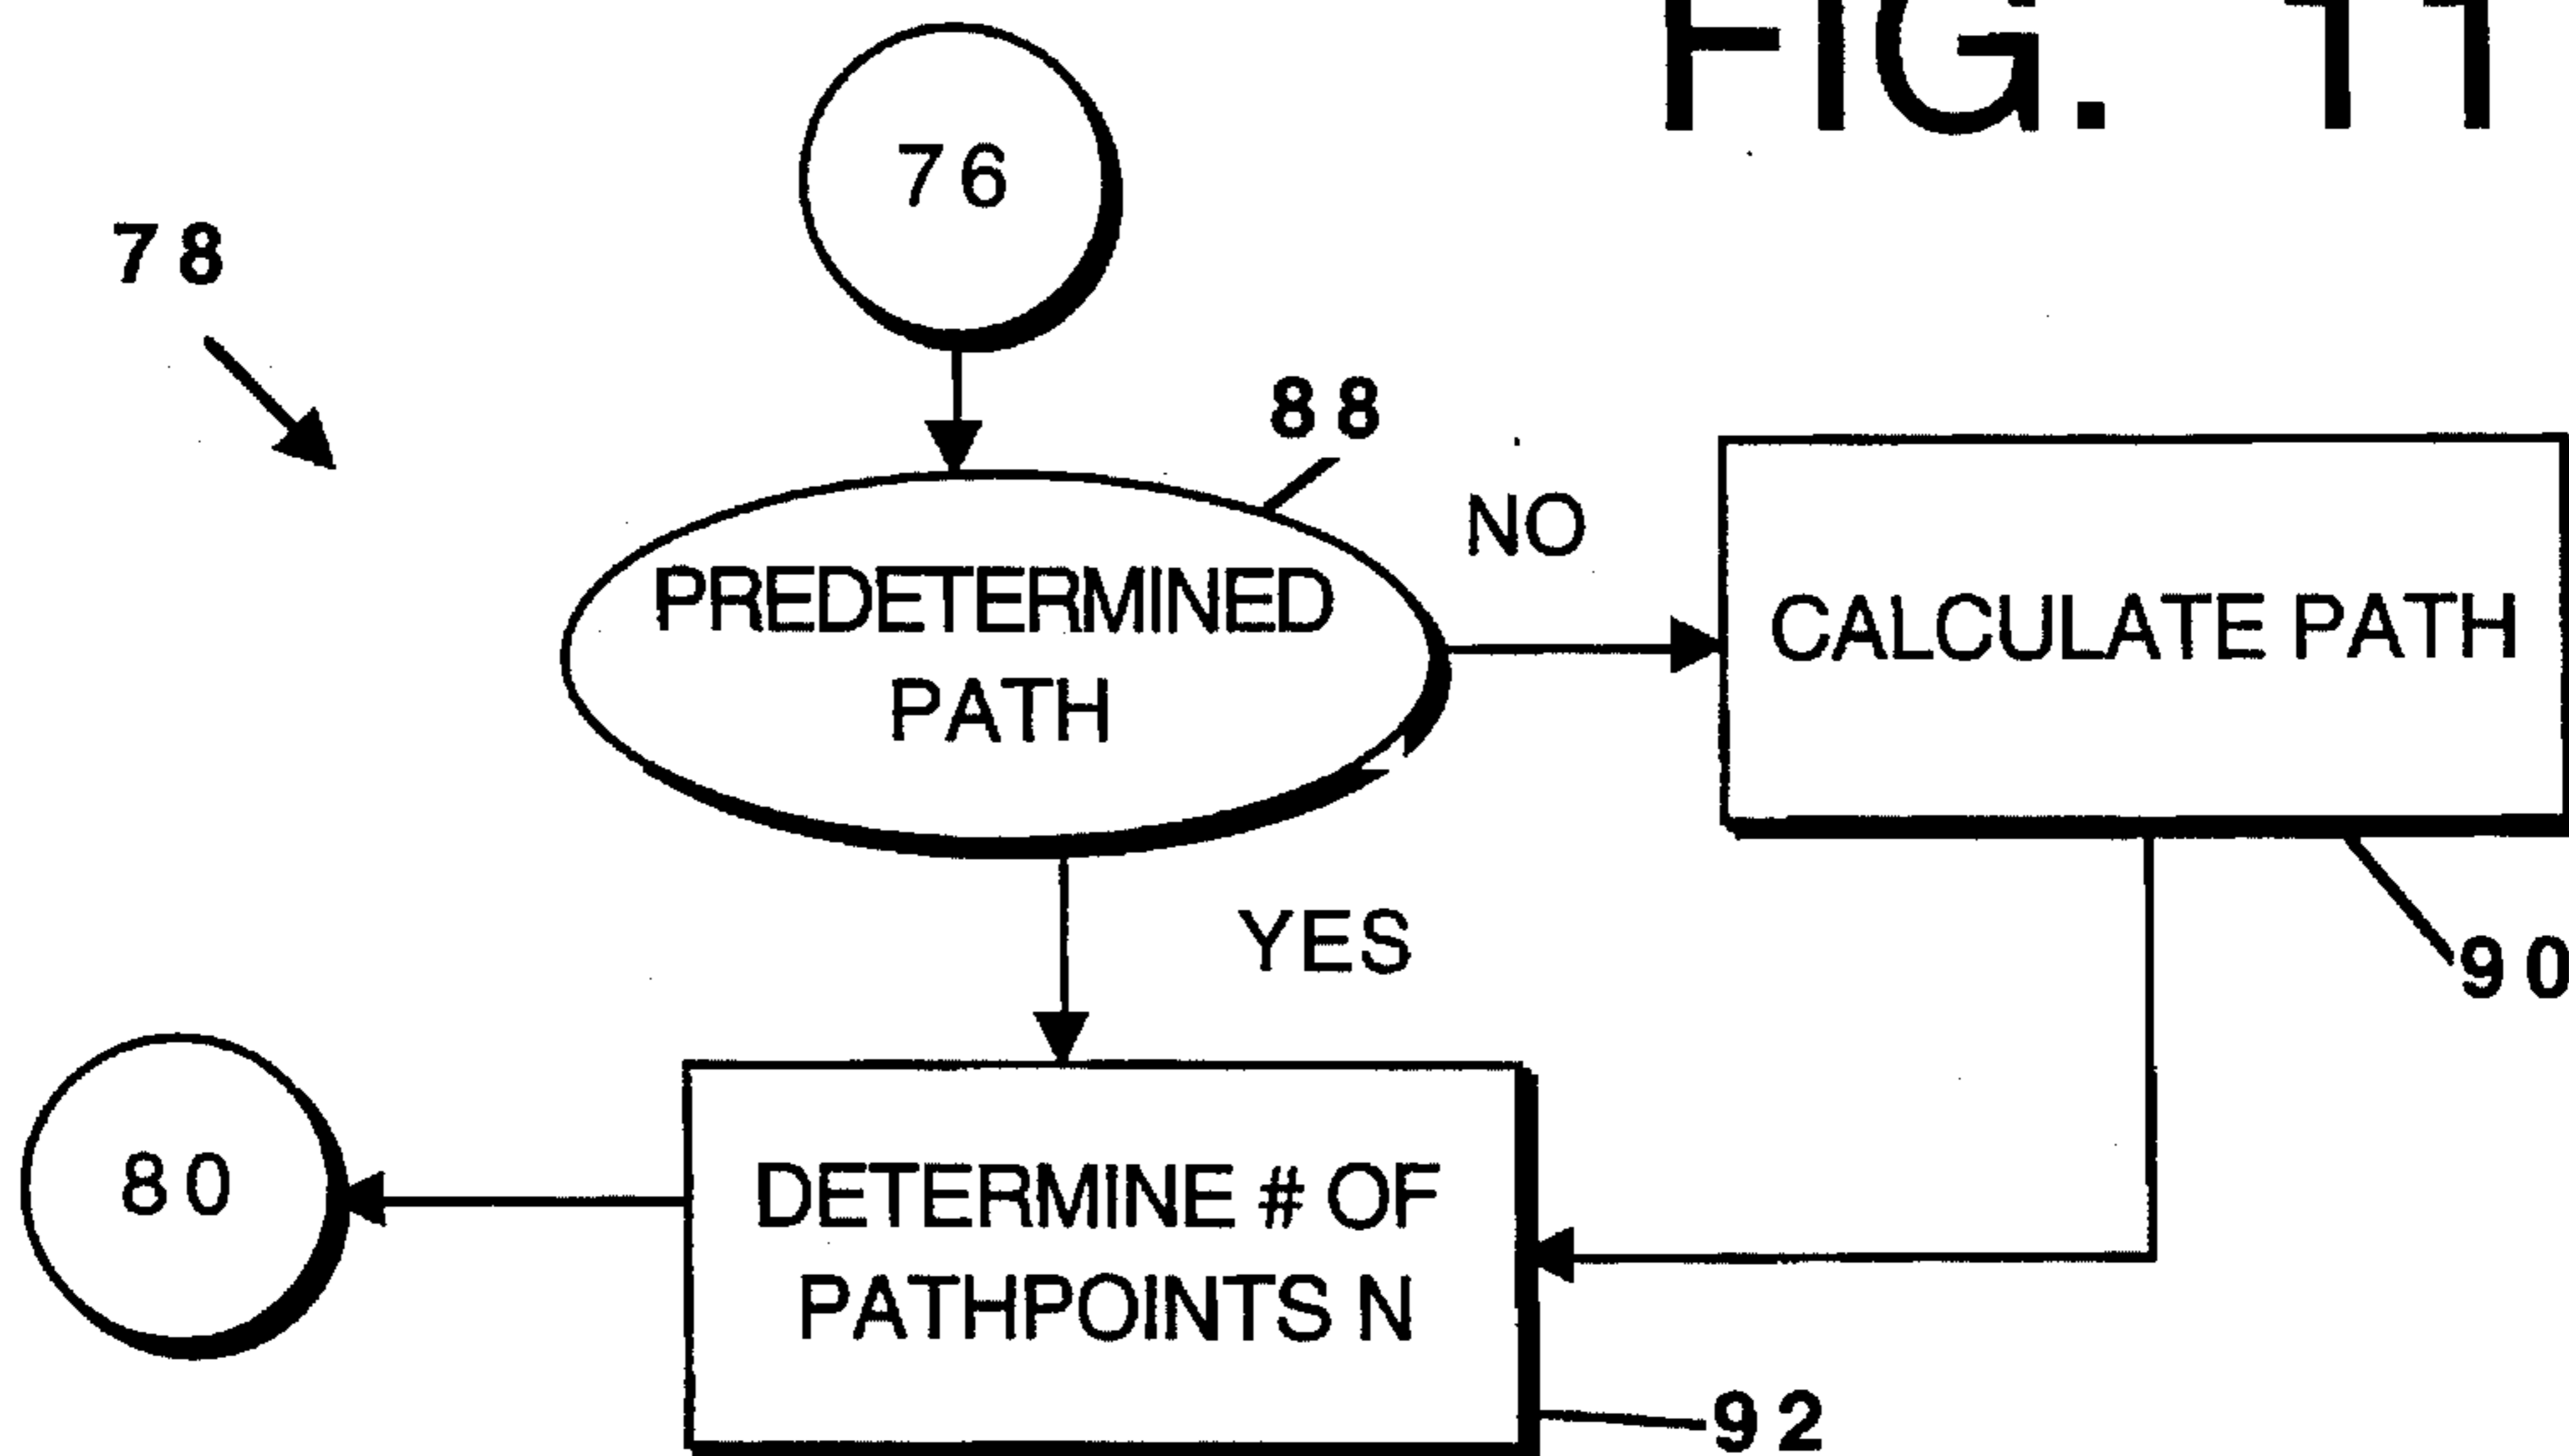 FIG. 11
76
78
88
NO
PREDETERMINED
PATH
CALCULATE PATH
YES
90
80
DETERMINE # OF
PATHPOINTS N
92